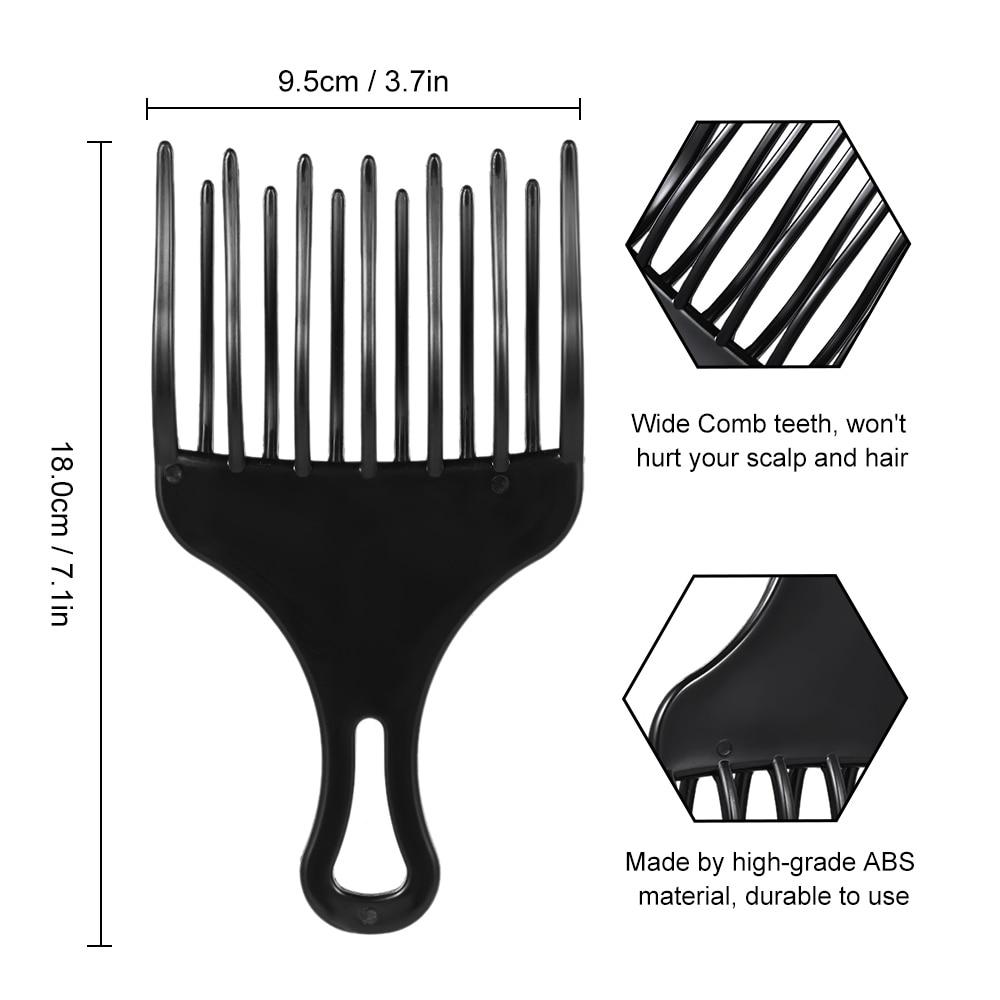 9.5cm / 3.7in
18.0cm / 7.1in
Wide Comb teeth, won't
hurt your scalp and hair
Made by high-grade ABS
material, durable to use